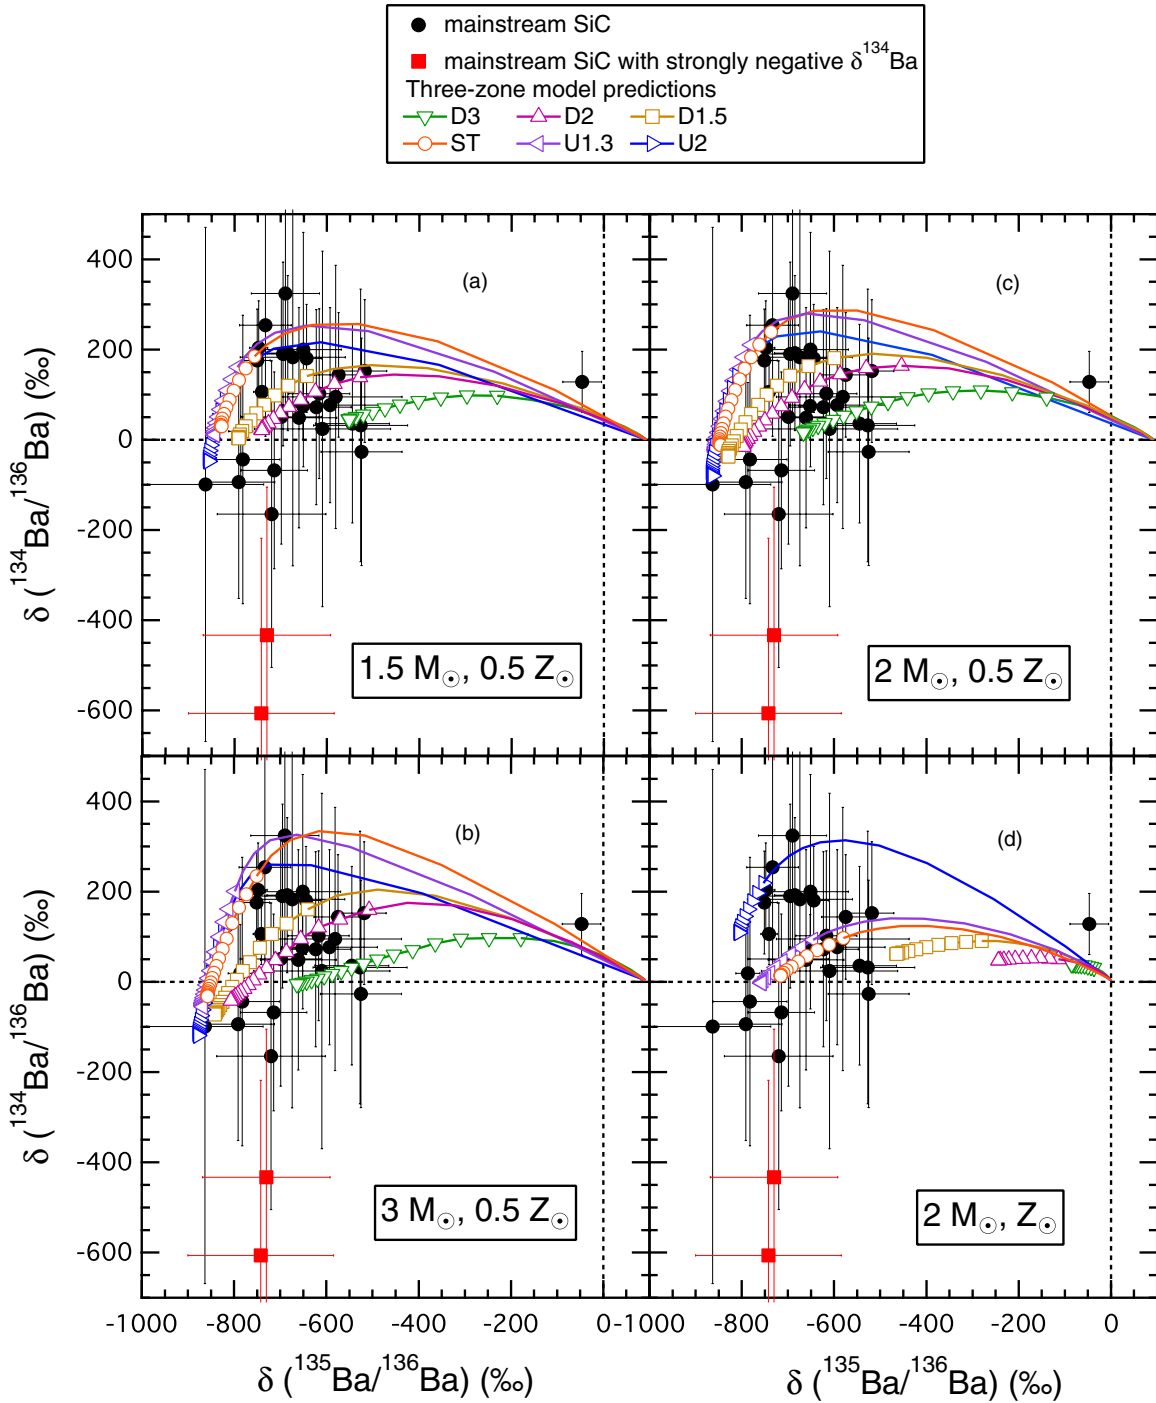 mainstream SiC
mainstream SiC with strongly negative δ¹³⁴Ba
Three-zone model predictions
D3 D2 D1.5
ST U1.3 U2
δ (¹³⁴Ba/¹³⁶Ba) (‰)
400
200
0
-200
-400
-600
(a)
1.5 M☉, 0.5 Z☉
(c)
2 M☉, 0.5 Z☉
δ (¹³⁴Ba/¹³⁶Ba) (‰)
400
200
0
-200
-400
-600
(b)
3 M☉, 0.5 Z☉
(d)
2 M☉, Z☉
-1000 -800 -600 -400 -200 0
-1000 -800 -600 -400 -200 0
δ (¹³⁵Ba/¹³⁶Ba) (‰)
δ (¹³⁵Ba/¹³⁶Ba) (‰)